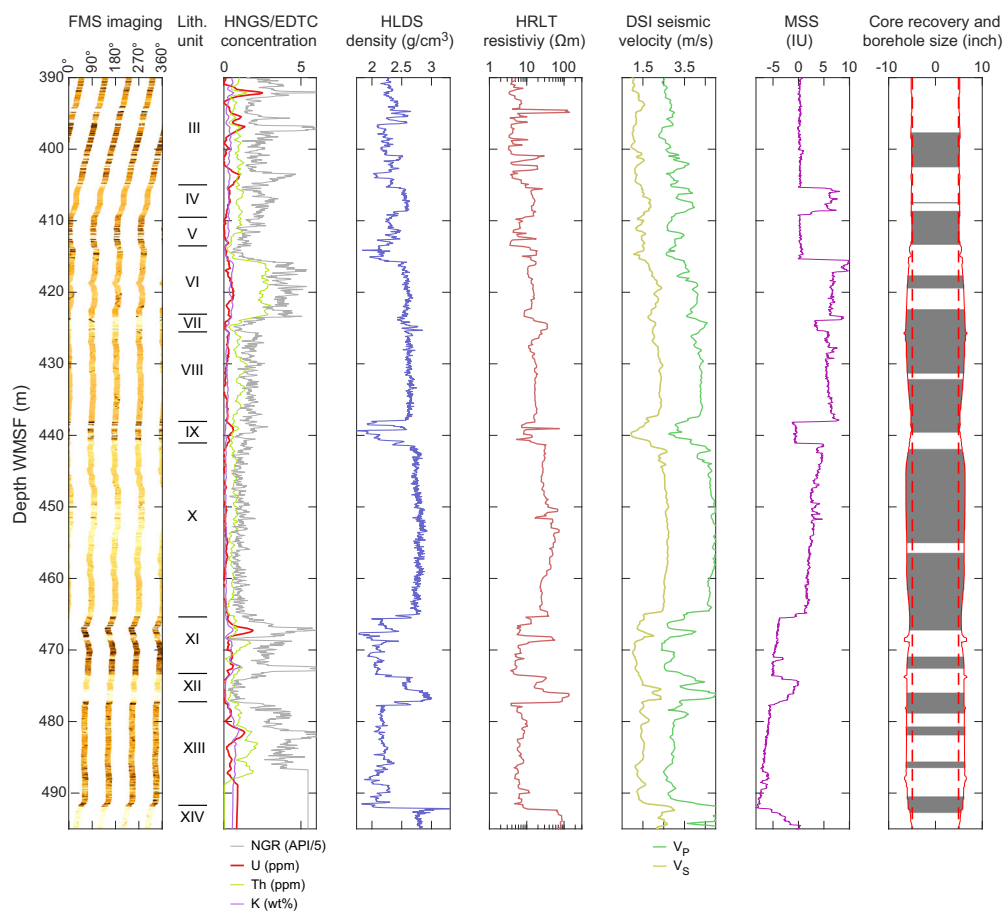 FMS imaging
Lith.
unit
HNGS/EDTC
concentration
HLDS
density (g/cm³)
HRLT
resistiviy (Ωm)
DSI seismic
velocity (m/s)
MSS
(IU)
Core recovery and
borehole size (inch)
0° 90° 180° 270° 360°
0 5
2 2.5 3
1 10 100
1.5 3.5
-5 0 5 10
-10 0 10
Depth WMSF (m)
390
400
410
420
430
440
450
460
470
480
490
III
IV
V
VI
VII
VIII
IX
X
XI
XII
XIII
XIV
NGR (API/5)
U (ppm)
Th (ppm)
K (wt%)
V_P
V_S